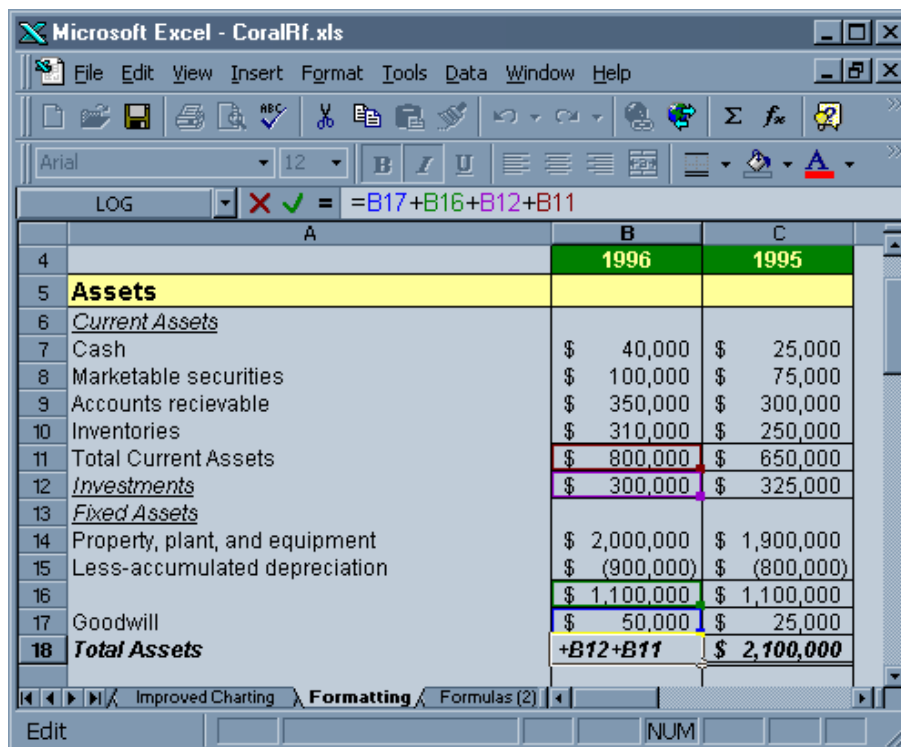 Microsoft Excel - CoralRf.xls
File Edit View Insert Format Tools Data Window Help
ABC Σ fx
Arial 12 B I U A
LOG = =B17+B16+B12+B11
A B C
4 1996 1995
5 Assets
6 Current Assets
7 Cash $ 40,000 $ 25,000
8 Marketable securities $ 100,000 $ 75,000
9 Accounts recievable $ 350,000 $ 300,000
10 Inventories $ 310,000 $ 250,000
11 Total Current Assets $ 800,000 $ 650,000
12 Investments $ 300,000 $ 325,000
13 Fixed Assets
14 Property, plant, and equipment $ 2,000,000 $ 1,900,000
15 Less-accumulated depreciation $ (900,000) $ (800,000)
16 $ 1,100,000 $ 1,100,000
17 Goodwill $ 50,000 $ 25,000
18 Total Assets +B12+B11 $ 2,100,000
Improved Charting Formatting Formulas (2)
Edit NUM